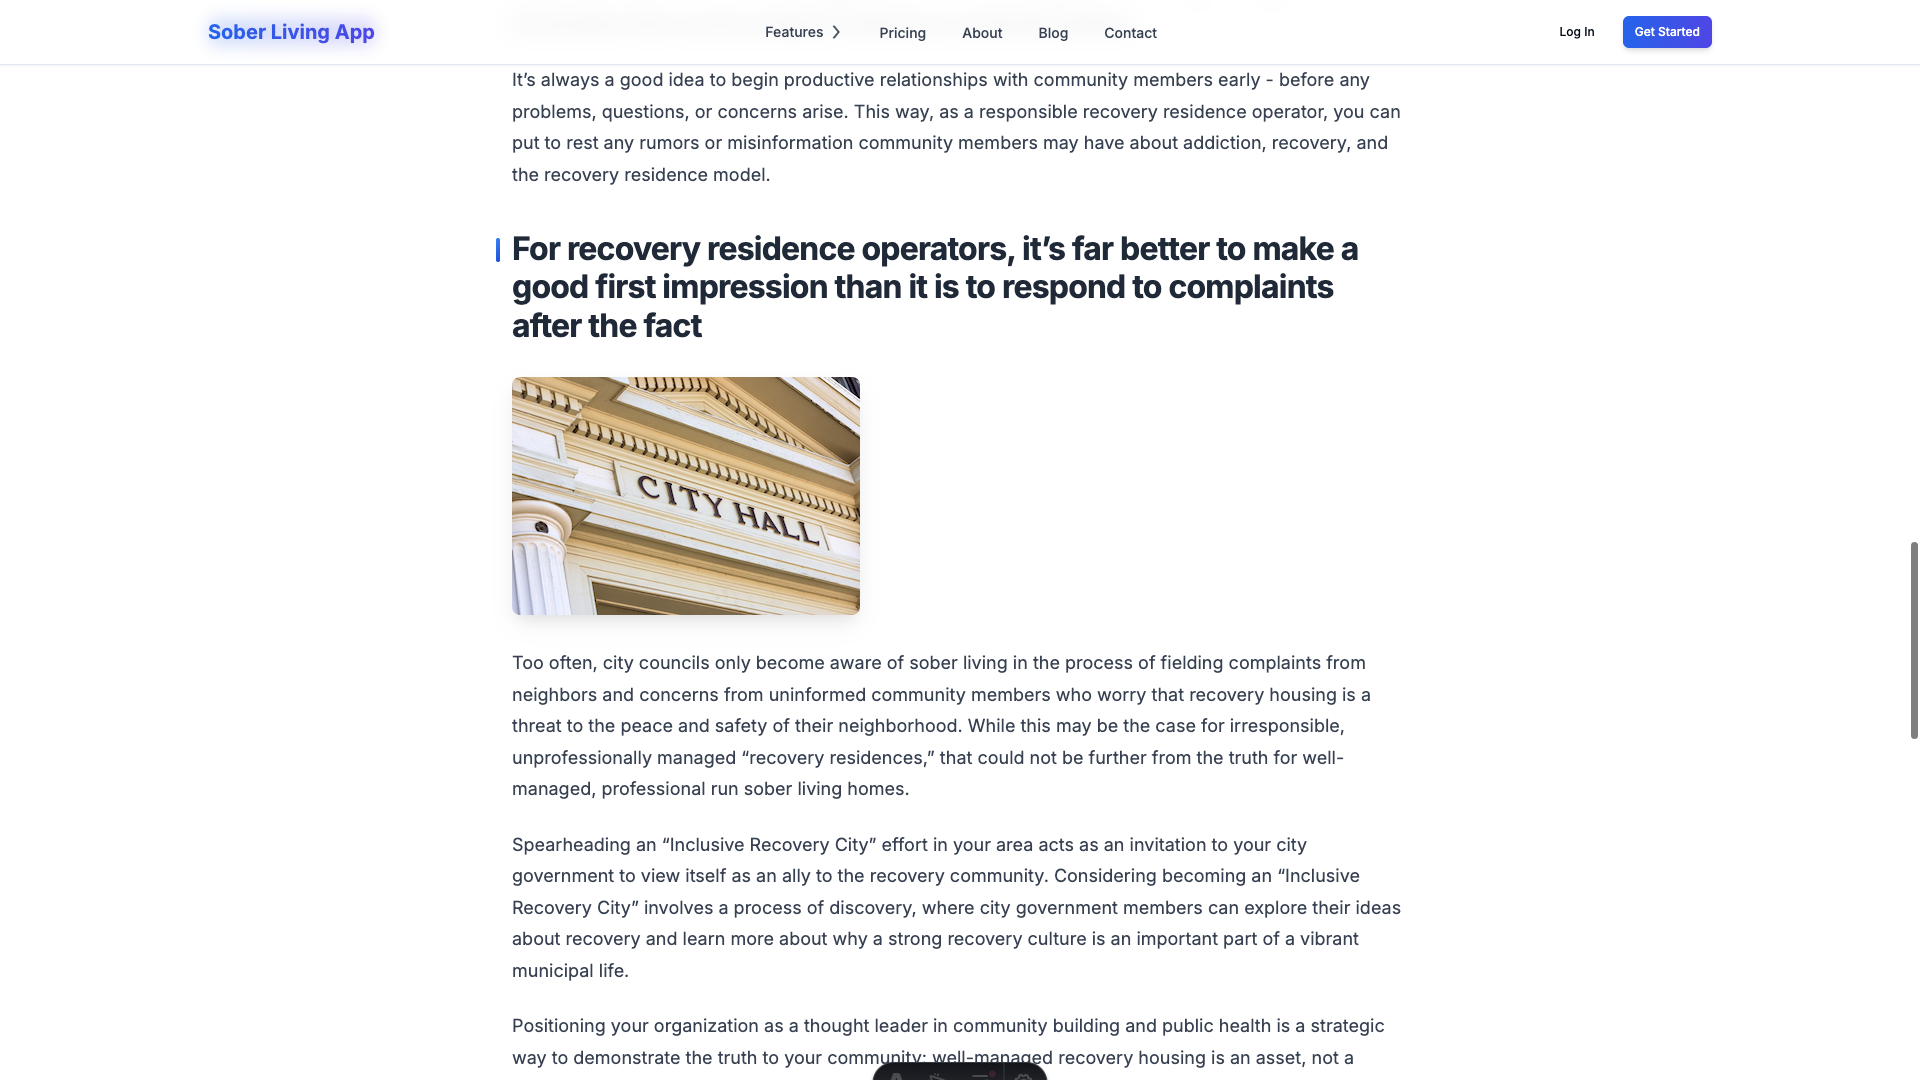 Sober Living App
Features
Pricing
About
Blog
Contact
Log In
Get Started
It’s always a good idea to begin productive relationships with community members early - before any
problems, questions, or concerns arise. This way, as a responsible recovery residence operator, you can
put to rest any rumors or misinformation community members may have about addiction, recovery, and
the recovery residence model.
For recovery residence operators, it’s far better to make a
good first impression than it is to respond to complaints
after the fact
CITY HALL
Too often, city councils only become aware of sober living in the process of fielding complaints from
neighbors and concerns from uninformed community members who worry that recovery housing is a
threat to the peace and safety of their neighborhood. While this may be the case for irresponsible,
unprofessionally managed “recovery residences,” that could not be further from the truth for well-
managed, professional run sober living homes.
Spearheading an “Inclusive Recovery City” effort in your area acts as an invitation to your city
government to view itself as an ally to the recovery community. Considering becoming an “Inclusive
Recovery City” involves a process of discovery, where city government members can explore their ideas
about recovery and learn more about why a strong recovery culture is an important part of a vibrant
municipal life.
Positioning your organization as a thought leader in community building and public health is a strategic
way to demonstrate the truth to your community: well-managed recovery housing is an asset, not a